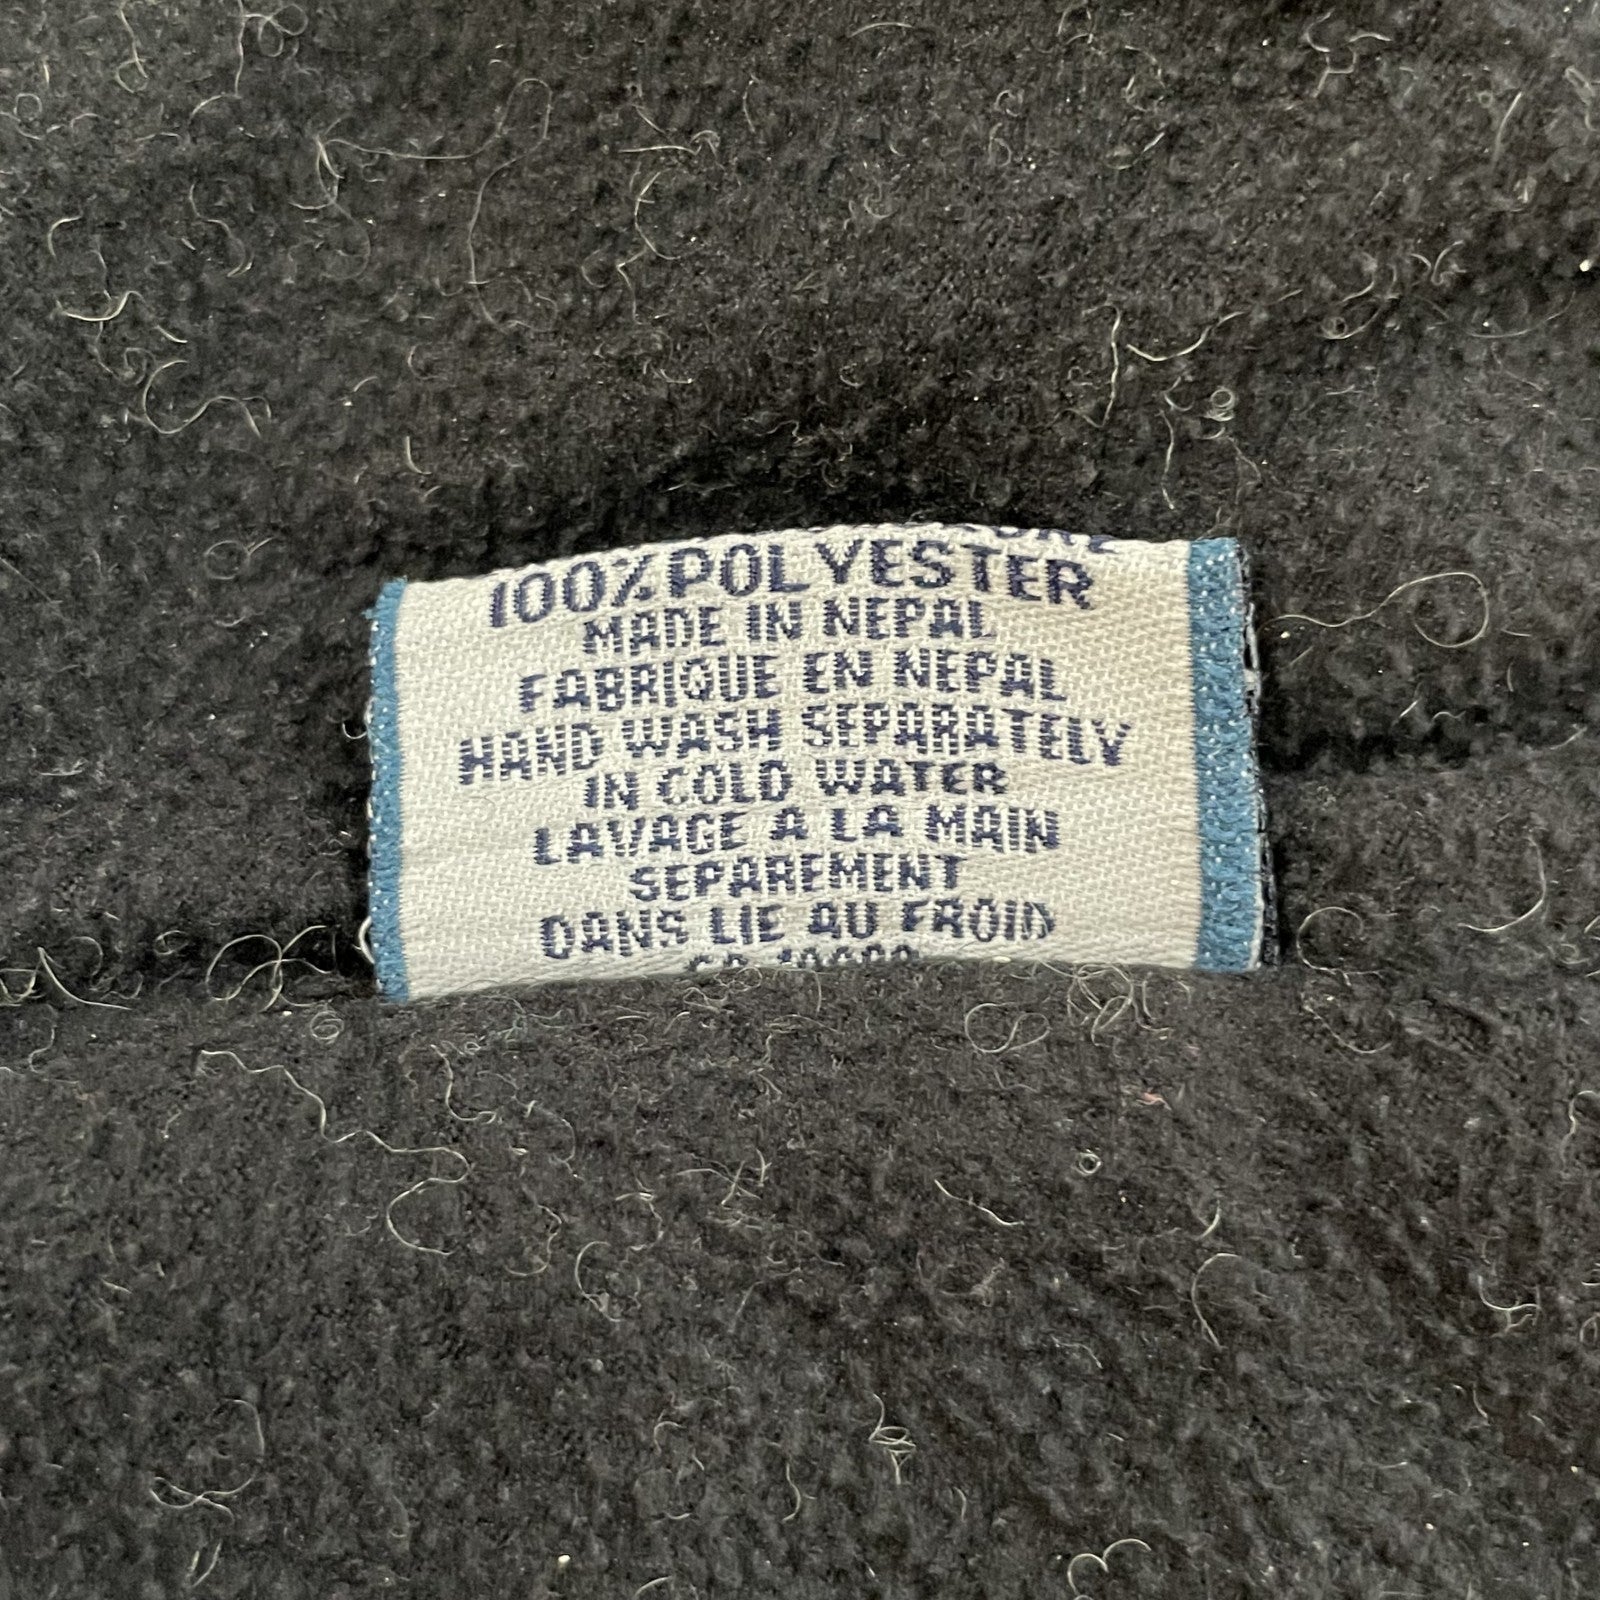 100% POLYESTER
MADE IN NEPAL
FABRIQUE EN NEPAL
HAND WASH SEPARATELY
IN COLD WATER
LAVAGE A LA MAIN
SEPAREMENT
DANS LIE AU FROID